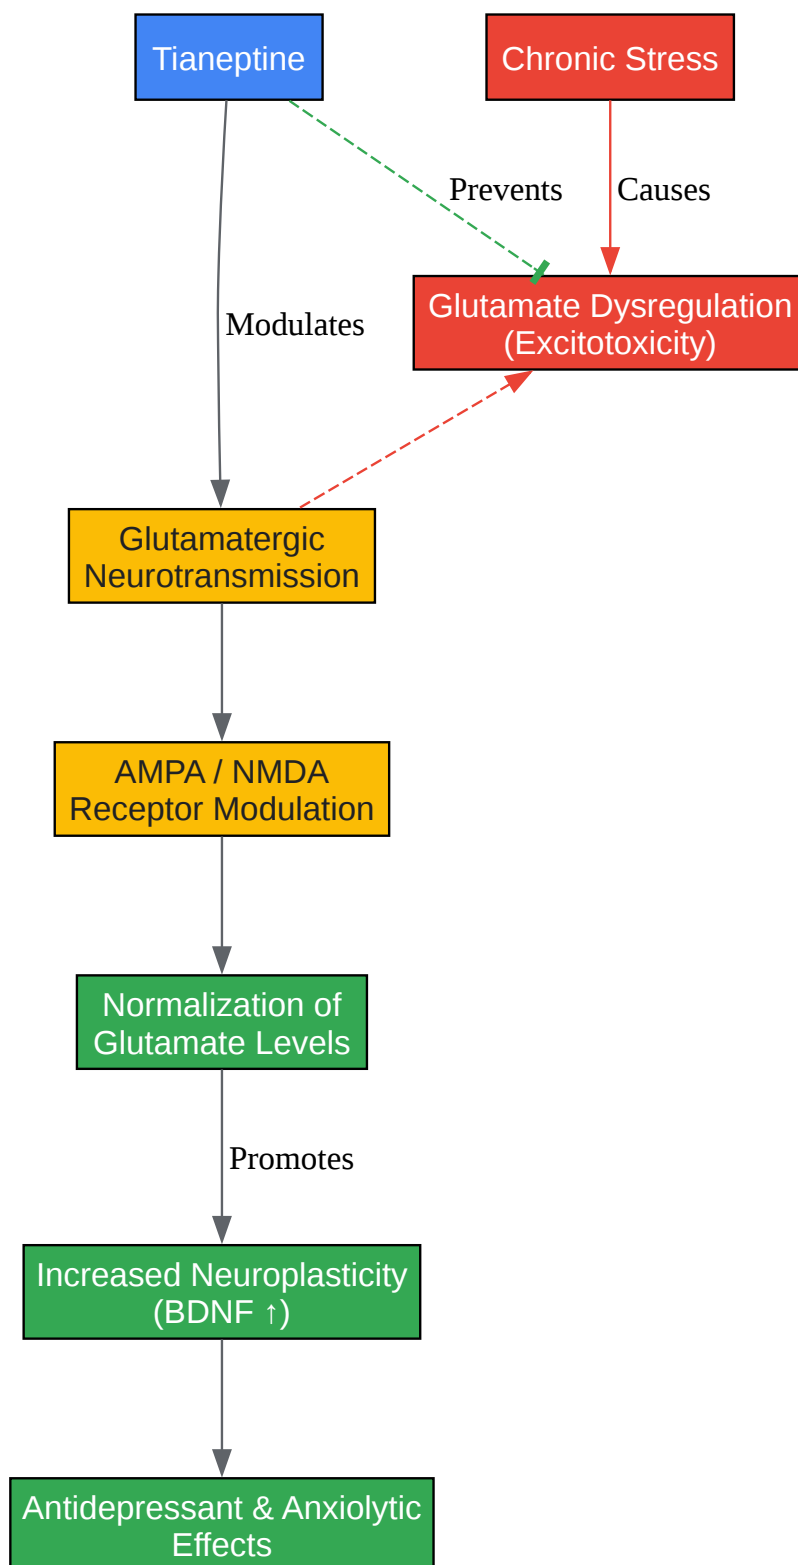 Tianeptine
Chronic Stress
Prevents
Causes
Glutamate Dysregulation
(Excitotoxicity)
Modulates
Glutamatergic
Neurotransmission
AMPA / NMDA
Receptor Modulation
Normalization of
Glutamate Levels
Promotes
Increased Neuroplasticity
(BDNF ↑)
Antidepressant & Anxiolytic
Effects